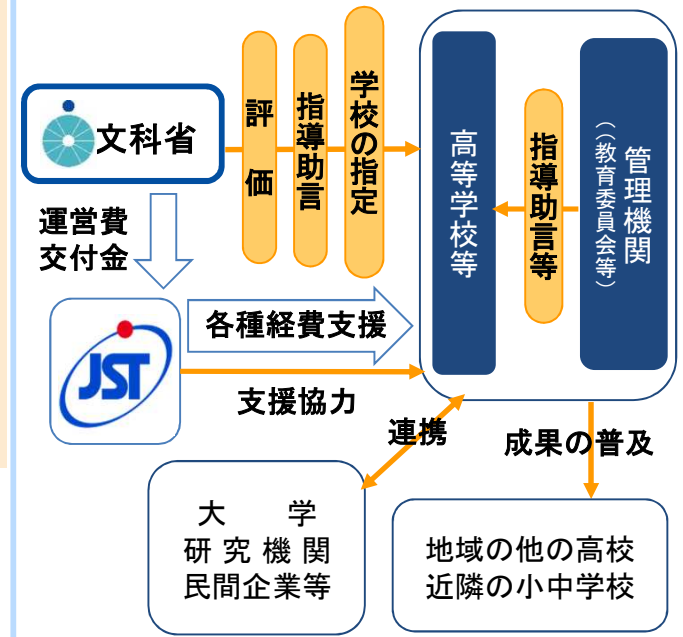 文科省
評価
指導助言
学校の指定
高等学校等
指導助言等
管理機関
（（教育委員会等）
運営費
交付金
JST
各種経費支援
支援協力
連携
成果の普及
大　　学
研究機関
民間企業等
地域の他の高校
近隣の小中学校